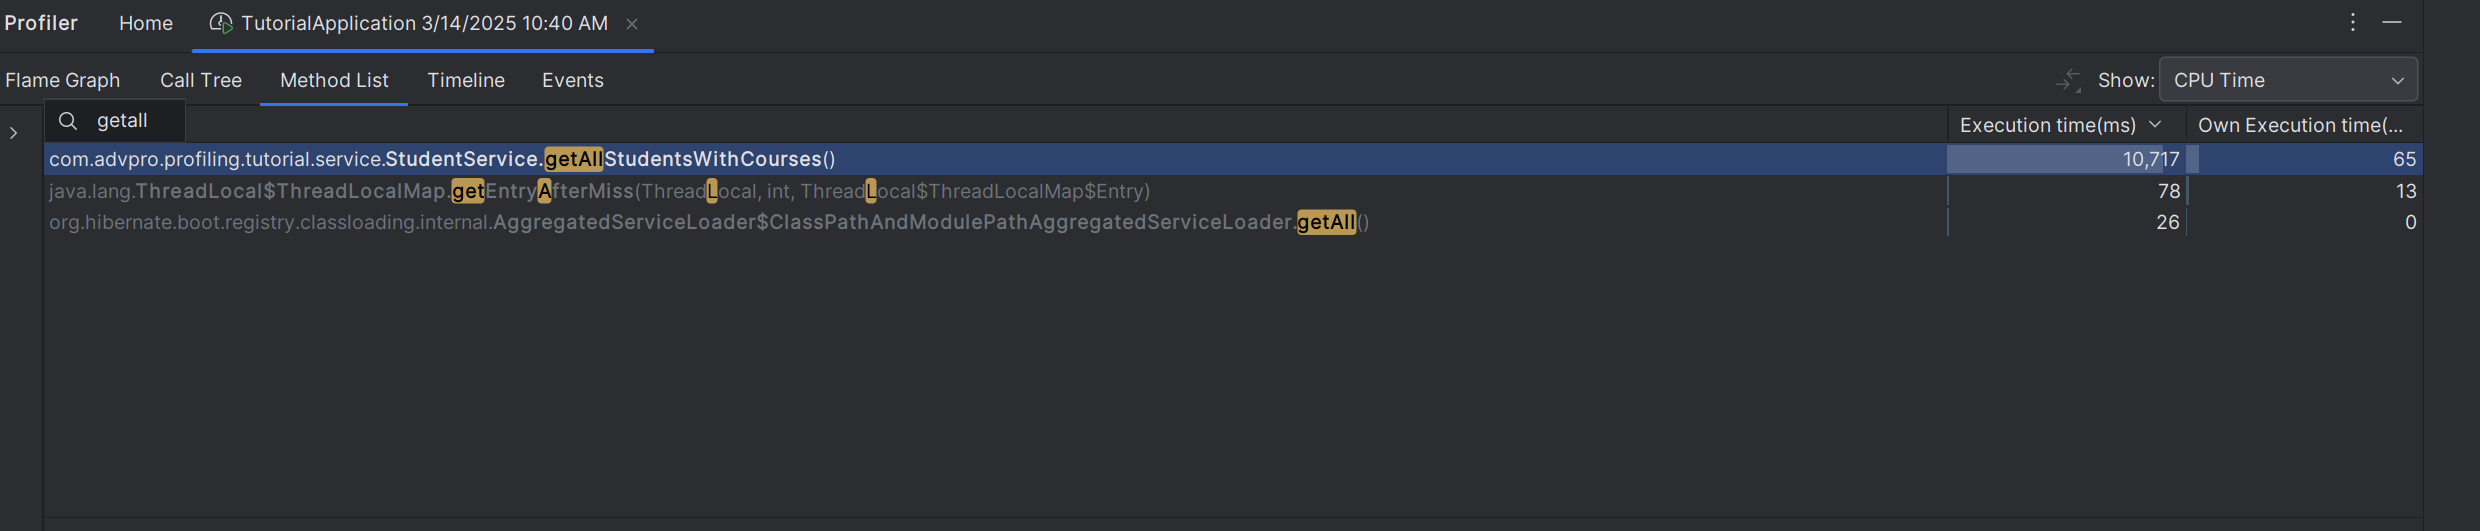 Profiler Home TutorialApplication 3/14/2025 10:40 AM
Flame Graph Call Tree Method List Timeline Events Show: CPU Time
getall
Execution time(ms) Own Execution time(...
com.advpro.profiling.tutorial.service.StudentService.getAllStudentsWithCourses() 10,717 65
java.lang.ThreadLocal$ThreadLocalMap.getEntryAfterMiss(ThreadLocal, int, ThreadLocal$ThreadLocalMap$Entry) 78 13
org.hibernate.boot.registry.classloading.internal.AggregatedServiceLoader$ClassPathAndModulePathAggregatedServiceLoader.getAll() 26 0